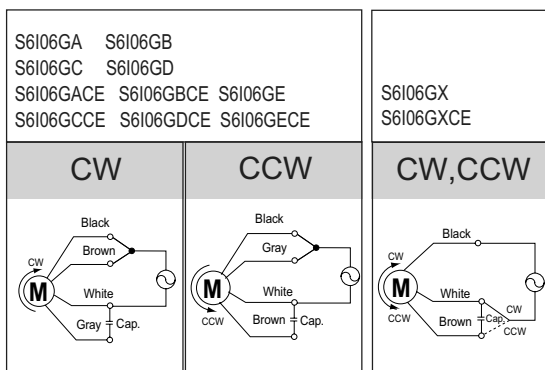 S6I06GA S6I06GB
S6I06GC S6I06GD
S6I06GACE S6I06GBCE S6I06GE
S6I06GCCE S6I06GDCE S6I06GECE
S6I06GX
S6I06GXCE
CW
CCW
CW,CCW
Black
Brown
CW
M
White
Gray Cap.
Black
Gray
M
White
CCW
Brown Cap.
Black
CW
M
White
CW
CCW
Brown Cap.
CCW